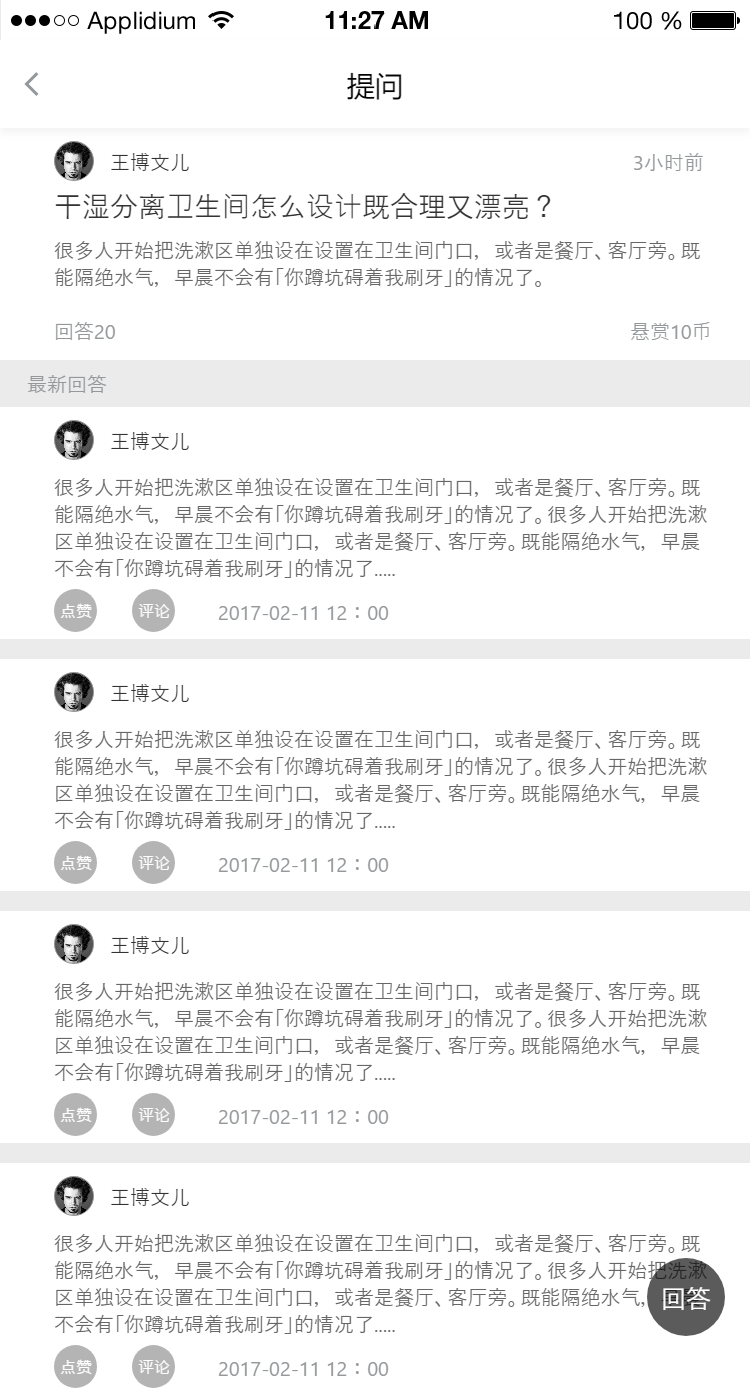 Applidium 11:27 AM 100 %
提问
王博文儿 3小时前
干湿分离卫生间怎么设计既合理又漂亮？
很多人开始把洗漱区单独设在设置在卫生间门口，或者是餐厅、客厅旁。既
能隔绝水气，早晨不会有「你蹲坑碍着我刷牙」的情况了。
回答20 悬赏10币
最新回答
王博文儿
很多人开始把洗漱区单独设在设置在卫生间门口，或者是餐厅、客厅旁。既
能隔绝水气，早晨不会有「你蹲坑碍着我刷牙」的情况了。很多人开始把洗漱
区单独设在设置在卫生间门口，或者是餐厅、客厅旁。既能隔绝水气，早晨
不会有「你蹲坑碍着我刷牙」的情况了.....
点赞 评论 2017-02-11 12：00
王博文儿
很多人开始把洗漱区单独设在设置在卫生间门口，或者是餐厅、客厅旁。既
能隔绝水气，早晨不会有「你蹲坑碍着我刷牙」的情况了。很多人开始把洗漱
区单独设在设置在卫生间门口，或者是餐厅、客厅旁。既能隔绝水气，早晨
不会有「你蹲坑碍着我刷牙」的情况了.....
点赞 评论 2017-02-11 12：00
王博文儿
很多人开始把洗漱区单独设在设置在卫生间门口，或者是餐厅、客厅旁。既
能隔绝水气，早晨不会有「你蹲坑碍着我刷牙」的情况了。很多人开始把洗漱
区单独设在设置在卫生间门口，或者是餐厅、客厅旁。既能隔绝水气，早晨
不会有「你蹲坑碍着我刷牙」的情况了.....
点赞 评论 2017-02-11 12：00
王博文儿
很多人开始把洗漱区单独设在设置在卫生间门口，或者是餐厅、客厅旁。既
能隔绝水气，早晨不会有「你蹲坑碍着我刷牙」的情况了。很多人开始把洗漱
区单独设在设置在卫生间门口，或者是餐厅、客厅旁。既能隔绝水气，
回答
不会有「你蹲坑碍着我刷牙」的情况了.....
点赞 评论 2017-02-11 12：00